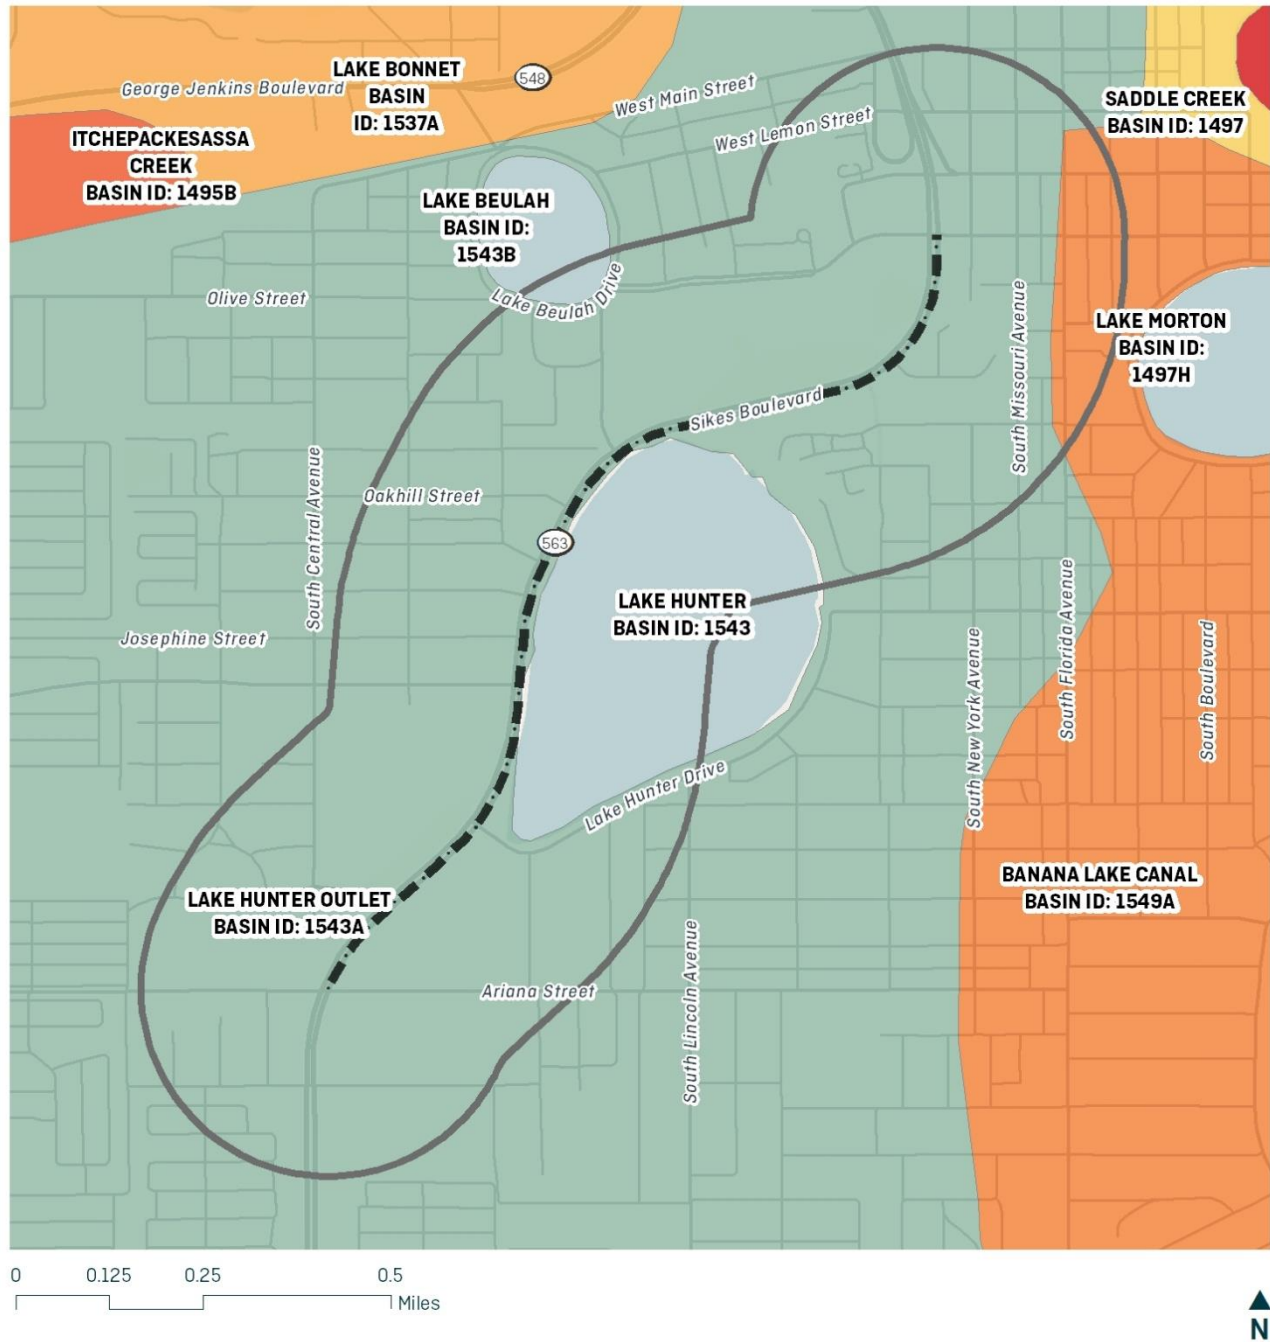 George Jenkins Boulevard
LAKE BONNET
BASIN
ID: 1537A
548
West Main Street
SADDLE CREEK
BASIN ID: 1497
West Lemon Street
ITCHEPACKESASSA
CREEK
BASIN ID: 1495B
LAKE BEULAH
BASIN ID:
1543B
Olive Street
Lake Beulah Drive
LAKE MORTON
BASIN ID:
1497H
South Missouri Avenue
Sikes Boulevard
South Central Avenue
Oakhill Street
563
LAKE HUNTER
BASIN ID: 1543
Josephine Street
South New York Avenue
South Florida Avenue
South Boulevard
Lake Hunter Drive
LAKE HUNTER OUTLET
BASIN ID: 1543A
BANANA LAKE CANAL
BASIN ID: 1549A
Ariana Street
South Lincoln Avenue
0 0.125 0.25 0.5
Miles
N